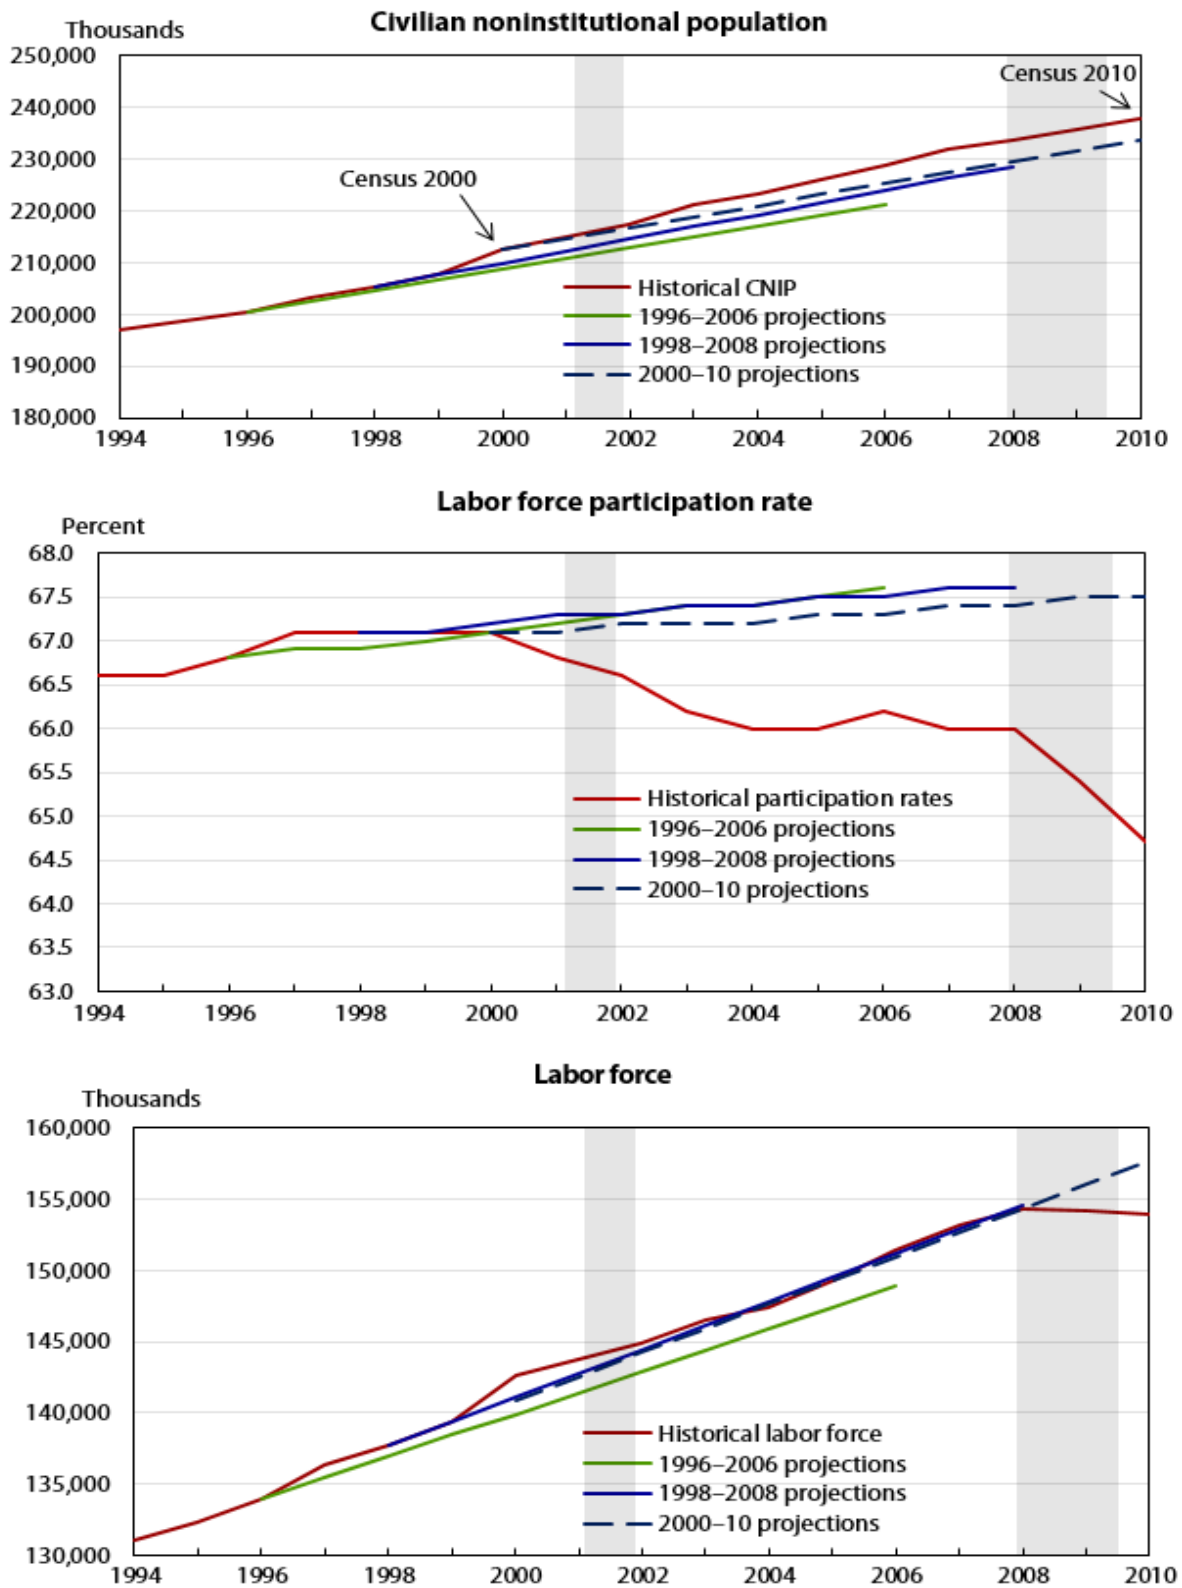 Civilian noninstitutional population
Thousands
250,000
240,000
230,000
220,000
210,000
200,000
190,000
180,000
Census 2010
Census 2000
Historical CNIP
1996–2006 projections
1998–2008 projections
2000–10 projections
1994 1996 1998 2000 2002 2004 2006 2008 2010
Labor force participation rate
Percent
68.0
67.5
67.0
66.5
66.0
65.5
65.0
64.5
64.0
63.5
63.0
Historical participation rates
1996–2006 projections
1998–2008 projections
2000–10 projections
1994 1996 1998 2000 2002 2004 2006 2008 2010
Labor force
Thousands
160,000
155,000
150,000
145,000
140,000
135,000
130,000
Historical labor force
1996–2006 projections
1998–2008 projections
2000–10 projections
1994 1996 1998 2000 2002 2004 2006 2008 2010